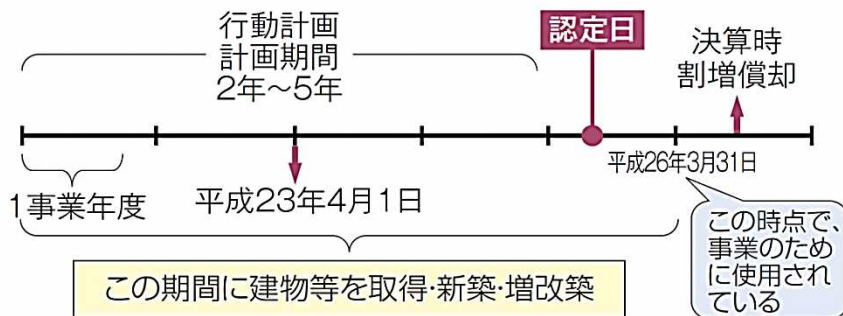 行動計画
計画期間
2年～5年
認定日
決算時
割増償却
1事業年度
平成23年4月1日
平成26年3月31日
この時点で、
事業のため
に使用され
ている
この期間に建物等を取得・新築・増改築